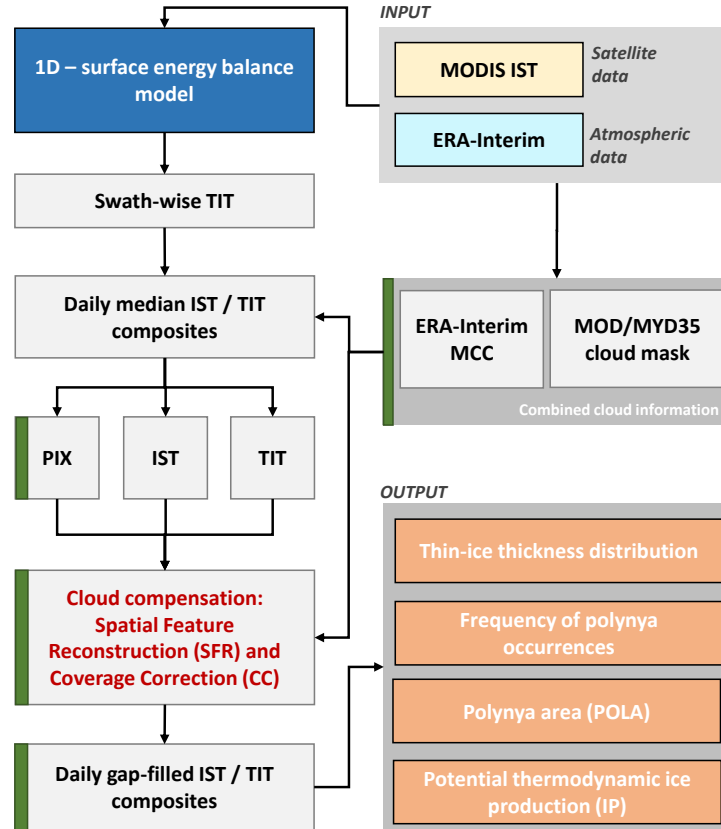 INPUT
1D – surface energy balance
model
MODIS IST
Satellite
data
ERA-Interim
Atmospheric
data
Swath-wise TIT
Daily median IST / TIT
composites
ERA-Interim
MCC
MOD/MYD35
cloud mask
Combined cloud information
PIX
IST
TIT
OUTPUT
Thin-ice thickness distribution
Frequency of polynya
occurrences
Polynya area (POLA)
Potential thermodynamic ice
production (IP)
Cloud compensation:
Spatial Feature
Reconstruction (SFR) and
Coverage Correction (CC)
Daily gap-filled IST / TIT
composites